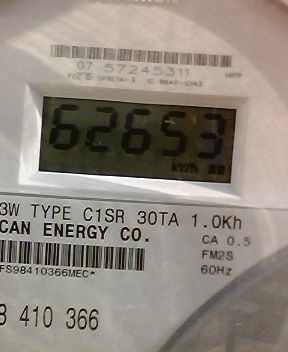 07 57245311
62653
kWh
3W TYPE C1SR 30TA 1.0Kh
CAN ENERGY CO.
CA 0.5
FM2S
60Hz
FS98410366MEC*
8 410 366